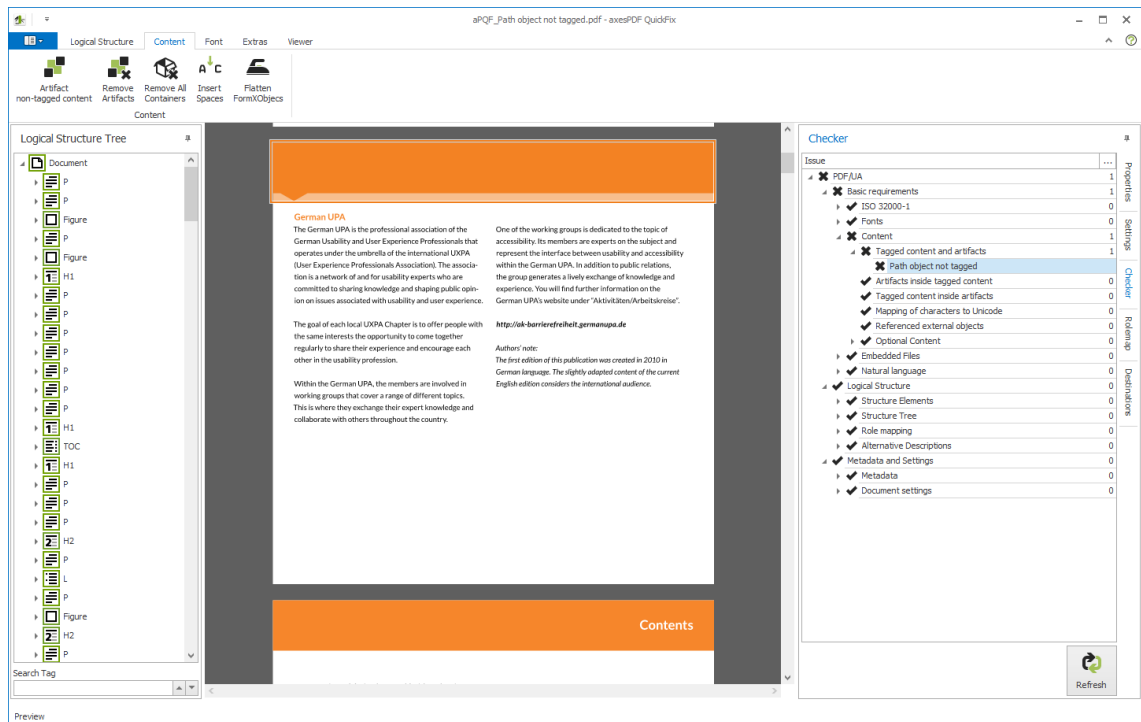 aPQF_Path object not tagged.pdf - axesPDF QuickFix
Logical Structure
Content
Font
Extras
Viewer
Artifact
non-tagged content
Remove
Artifacts
Remove All
Containers
Insert
Spaces
Flatten
FormXObjecs
Content
Logical Structure Tree
Document
P
P
Figure
P
Figure
H1
P
P
P
P
P
P
P
H1
TOC
H1
P
P
P
H2
P
L
P
Figure
H2
P
Search Tag
Preview
German UPA
The German UPA is the professional association of the
German Usability and User Experience Professionals that
operates under the umbrella of the international UXPA
(User Experience Professionals Association). The associa-
tion is a network of and for usability experts who are
committed to sharing knowledge and shaping public opin-
ion on issues associated with usability and user experience.
The goal of each local UXPA Chapter is to offer people with
the same interests the opportunity to come together
regularly to share their experience and encourage each
other in the usability profession.
Within the German UPA, the members are involved in
working groups that cover a range of different topics.
This is where they exchange their expert knowledge and
collaborate with others throughout the country.
One of the working groups is dedicated to the topic of
accessibility. Its members are experts on the subject and
represent the interface between usability and accessibility
within the German UPA. In addition to public relations,
the group generates a lively exchange of knowledge and
experience. You will find further information on the
German UPA's website under "Aktivitäten/Arbeitskreise".
http://ak-barrierefreiheit.germanupa.de
Authors' note:
The first edition of this publication was created in 2010 in
German language. The slightly adapted content of the current
English edition considers the international audience.
Contents
Checker
Issue ...
PDF/UA 1
Basic requirements 1
ISO 32000-1 0
Fonts 0
Content 1
Tagged content and artifacts 1
Path object not tagged
Artifacts inside tagged content 0
Tagged content inside artifacts 0
Mapping of characters to Unicode 0
Referenced external objects 0
Optional Content 0
Embedded Files 0
Natural language 0
Logical Structure 0
Structure Elements 0
Structure Tree 0
Role mapping 0
Alternative Descriptions 0
Metadata and Settings 0
Metadata 0
Document settings 0
Refresh
Properties
Settings
Checker
Rolemap
Destinations